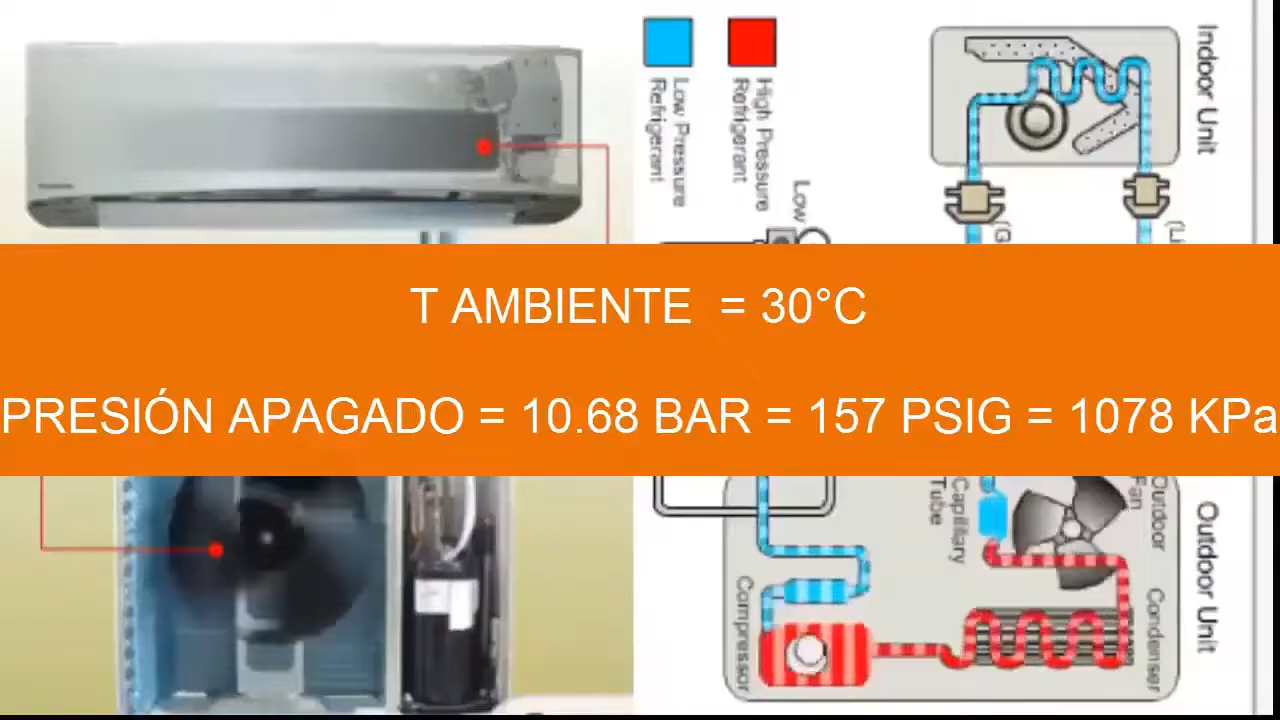 Low Pressure
Refrigerant
High Pressure
Refrigerant
Low
Indoor Unit
T AMBIENTE = 30°C
PRESIÓN APAGADO = 10.68 BAR = 157 PSIG = 1078 KPa
Capillary
Tube
Outdoor
Fan
Outdoor Unit
Compressor
Condenser